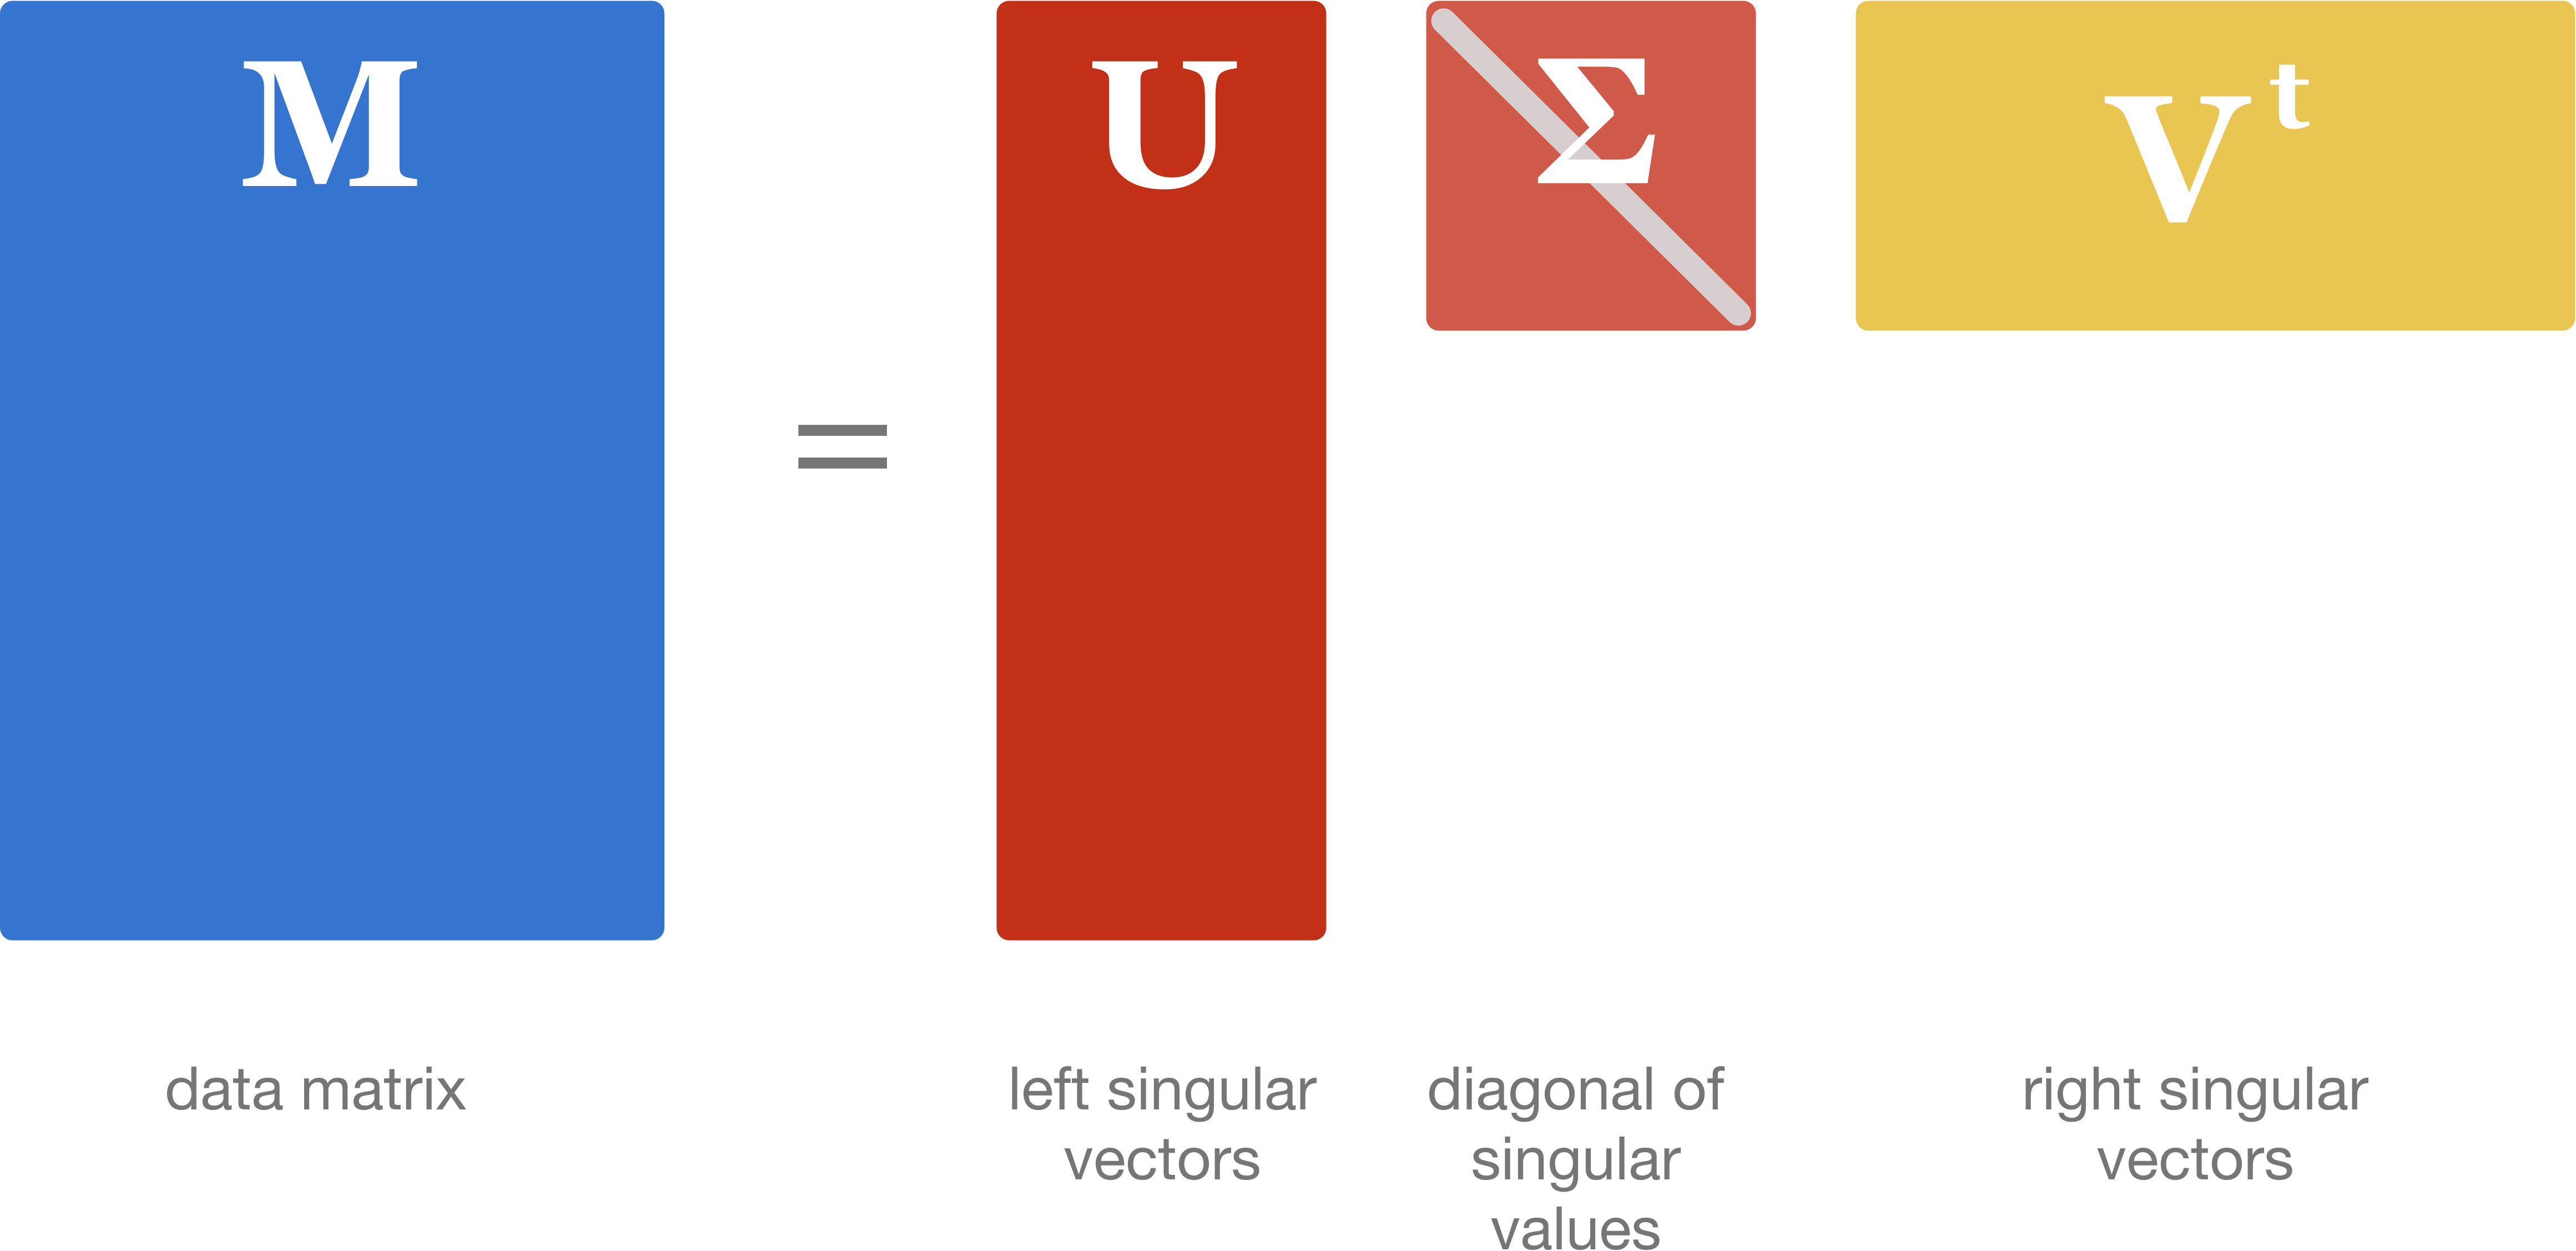 M
=
U
Σ
V t
data matrix
left singular
vectors
diagonal of
singular
values
right singular
vectors